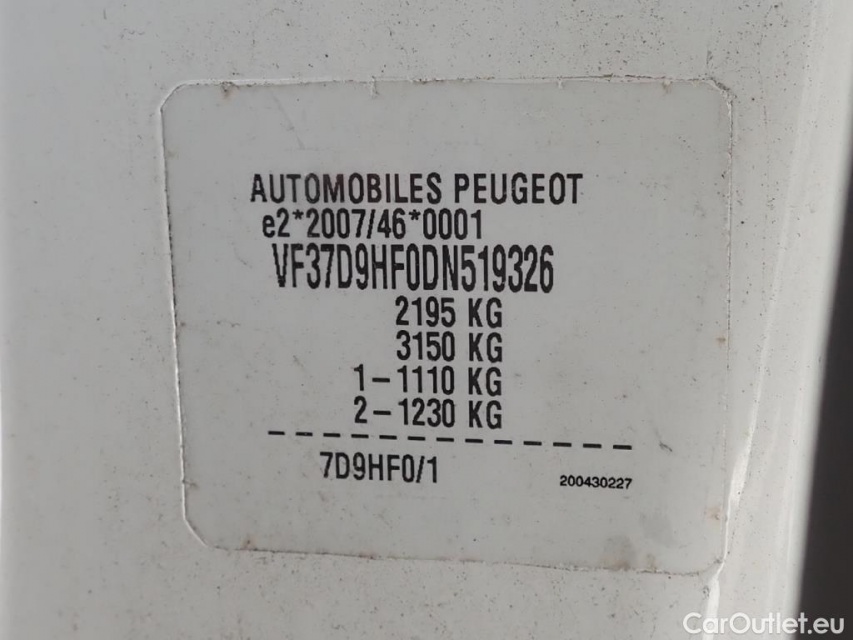 AUTOMOBILES PEUGEOT
e2*2007/46*0001
VF37D9HF0DN519326
2195 KG
3150 KG
1-1110 KG
2-1230 KG
7D9HF0/1
200430227
CarOutlet.eu